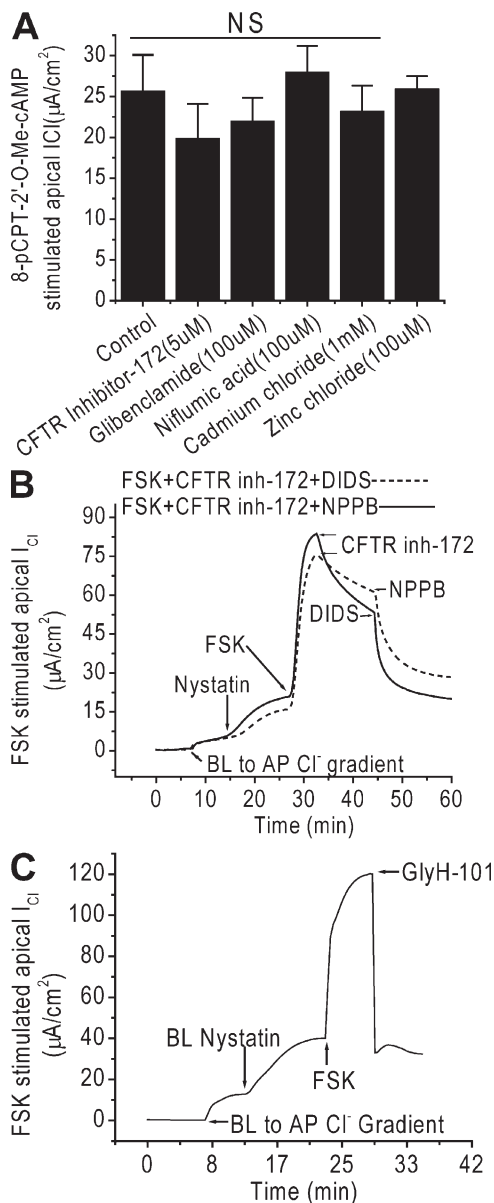 A
NS
8-pCPT-2'-O-Me-cAMP
stimulated apical ICl(µA/cm²)
30
25
20
15
10
5
0
Control
CFTR Inhibitor-172(5uM)
Glibenclamide(100uM)
Niflumic acid(100uM)
Cadmium chloride(1mM)
Zinc chloride(100uM)
B
FSK+CFTR inh-172+DIDS
FSK+CFTR inh-172+NPPB
FSK stimulated apical I_Cl
(µA/cm²)
90
75
60
45
30
15
0
CFTR inh-172
NPPB
DIDS
FSK
Nystatin
BL to AP Cl⁻ gradient
0 10 20 30 40 50 60
Time (min)
C
FSK stimulated apical I_Cl
(µA/cm²)
120
100
80
60
40
20
0
GlyH-101
BL Nystatin
FSK
BL to AP Cl⁻ Gradient
0 8 16 25 34 42
Time (min)